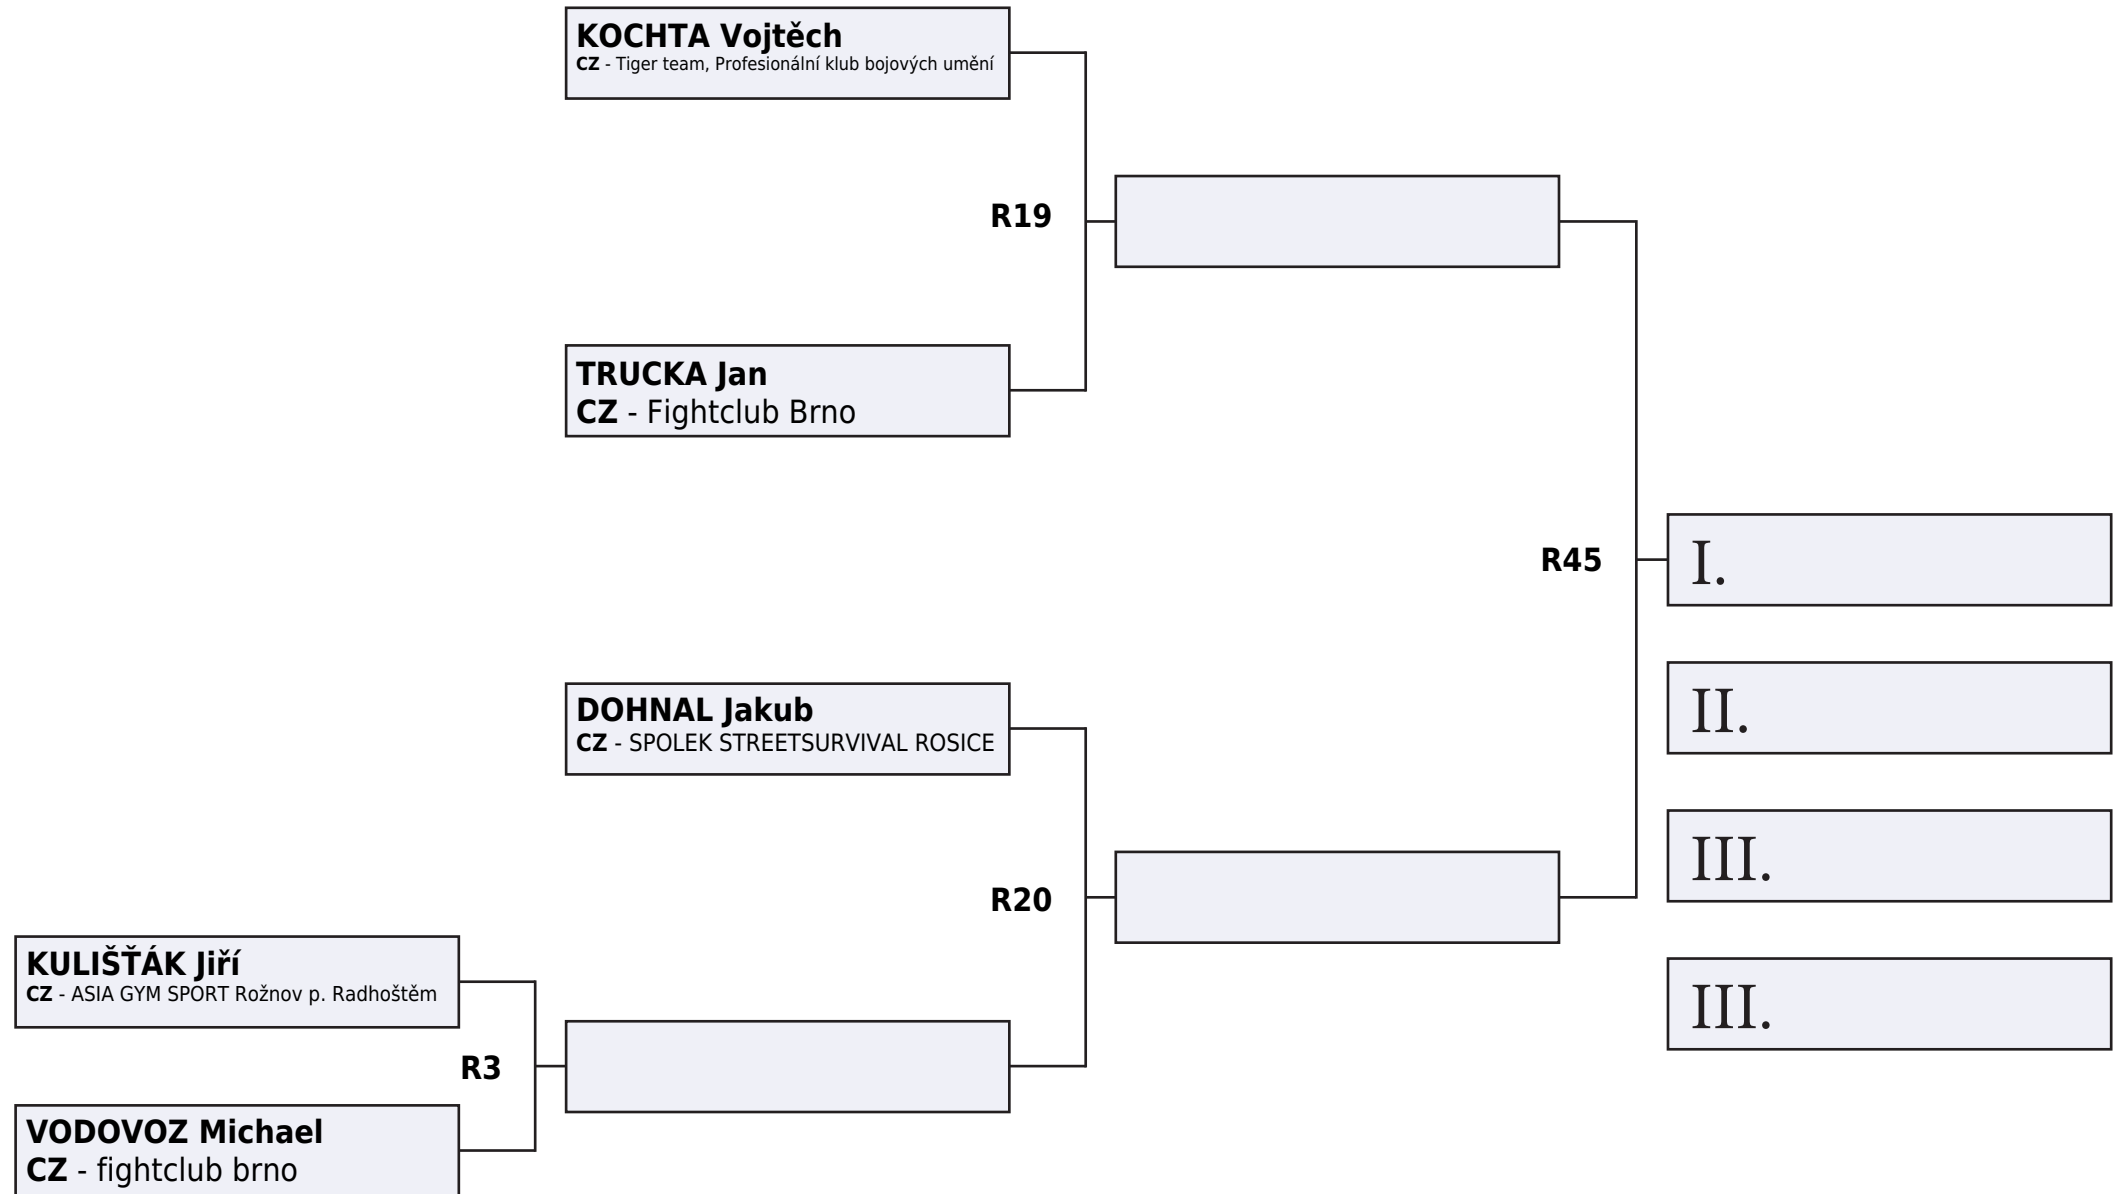 KOCHTA Vojtěch
CZ - Tiger team, Profesionální klub bojových umění
R19
TRUCKA Jan
CZ - Fightclub Brno
R45
I.
II.
DOHNAL Jakub
CZ - SPOLEK STREETSURVIVAL ROSICE
III.
R20
KULIŠŤÁK Jiří
CZ - ASIA GYM SPORT Rožnov p. Radhoštěm
III.
R3
VODOVOZ Michael
CZ - fightclub brno